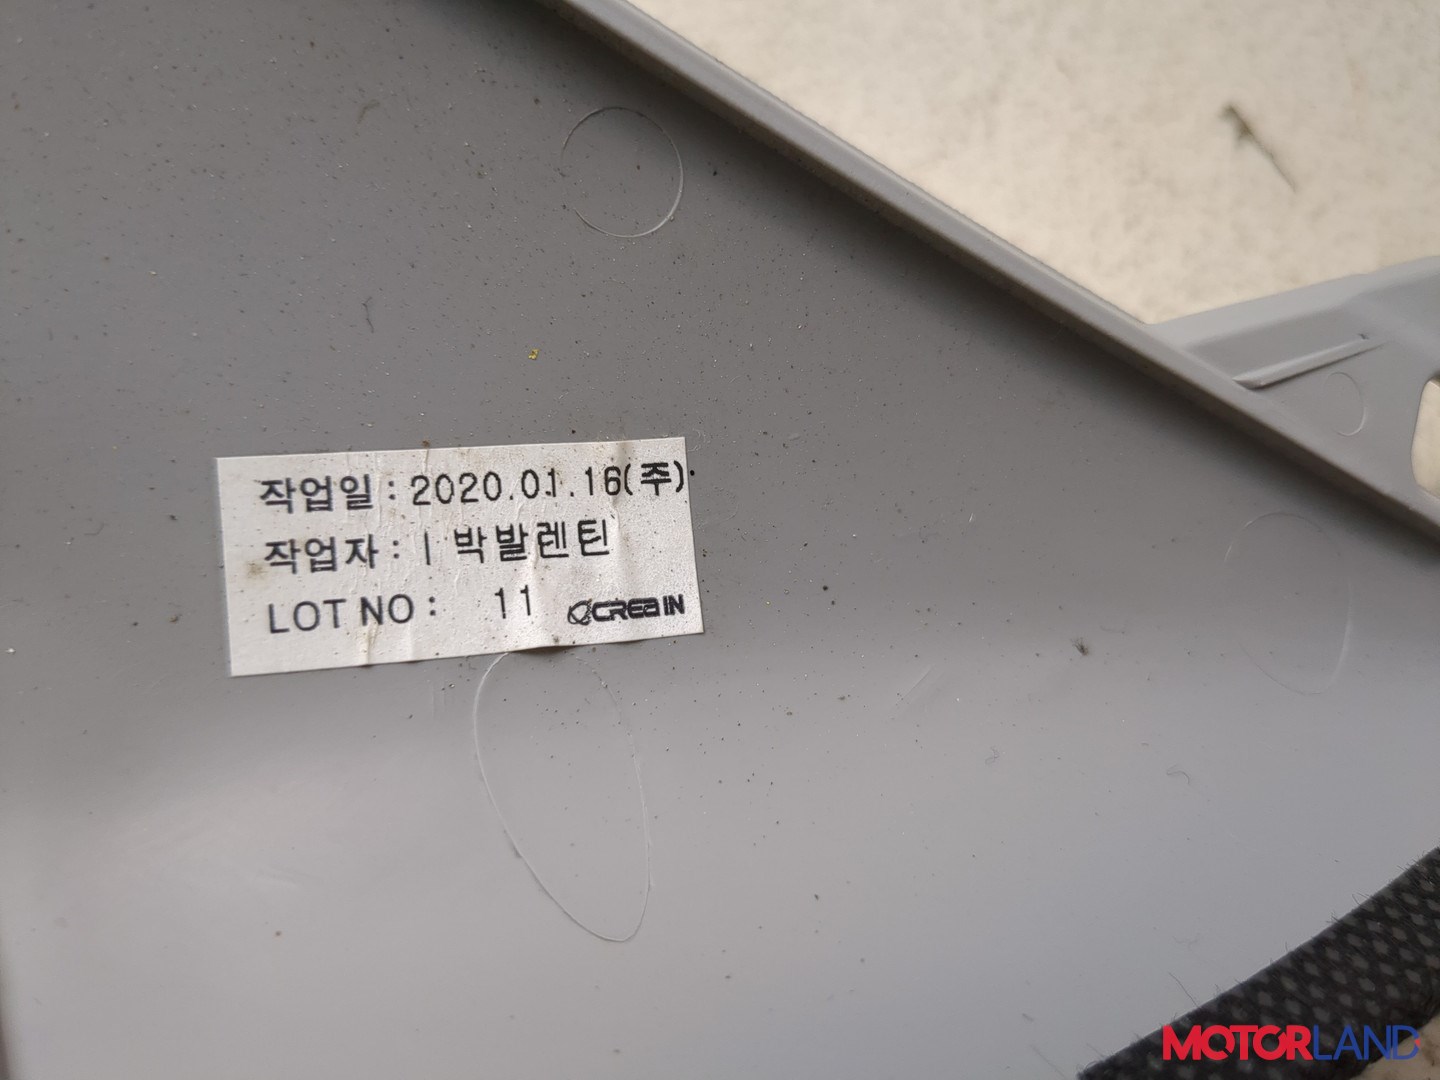 작업일 : 2020.01.16(주)
작업자 : I 박발렌틴
LOT NO : 11 CREA IN
MOTORLAND